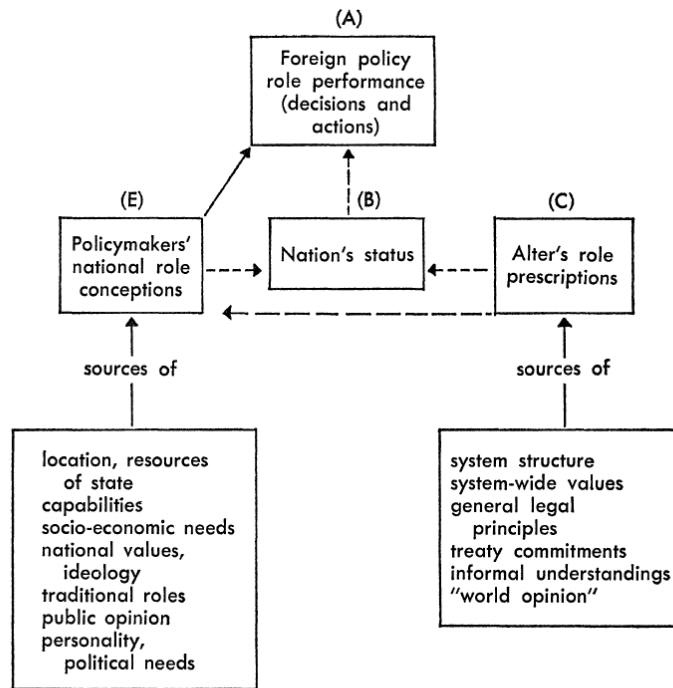 (A)
Foreign policy
role performance
(decisions and
actions)
(E)
(B)
(C)
Policymakers'
national role
conceptions
Nation's status
Alter's role
prescriptions
sources of
sources of
location, resources
of state
capabilities
socio-economic needs
national values,
ideology
traditional roles
public opinion
personality,
political needs
system structure
system-wide values
general legal
principles
treaty commitments
informal understandings
"world opinion"